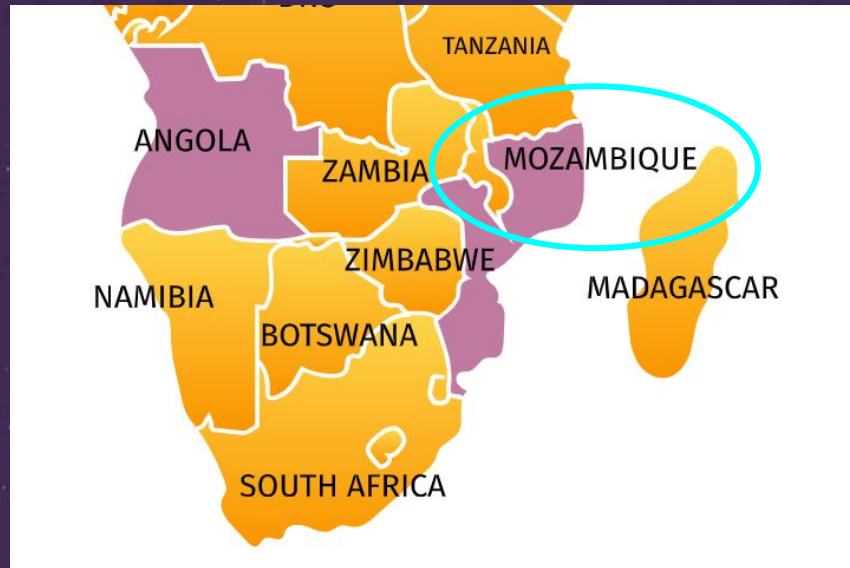 TANZANIA
ANGOLA
MOZAMBIQUE
ZAMBIA
ZIMBABWE
NAMIBIA
MADAGASCAR
BOTSWANA
SOUTH AFRICA